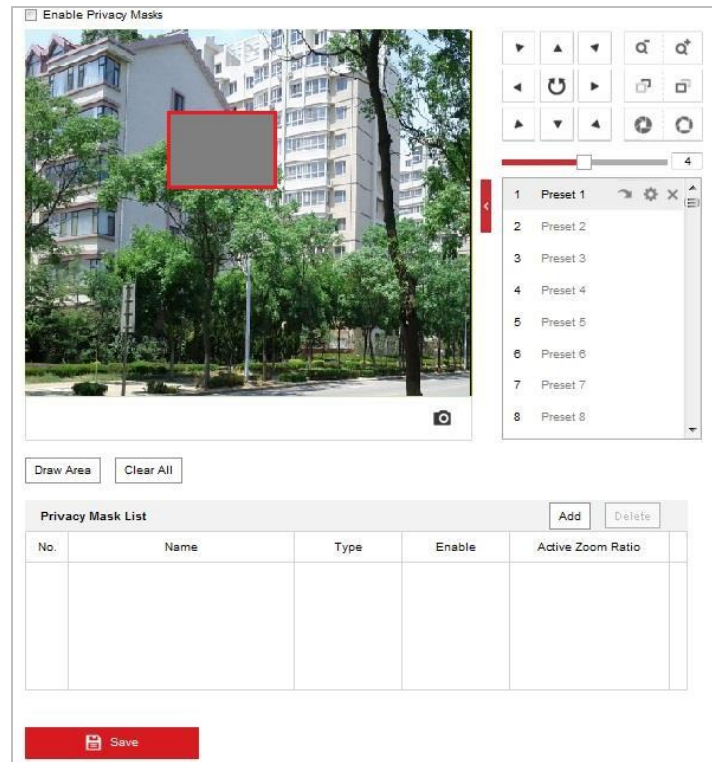 Enable Privacy Masks
4
1 Preset 1
2 Preset 2
3 Preset 3
4 Preset 4
5 Preset 5
6 Preset 6
7 Preset 7
8 Preset 8
Draw Area Clear All
Privacy Mask List Add Delete
No. Name Type Enable Active Zoom Ratio
Save